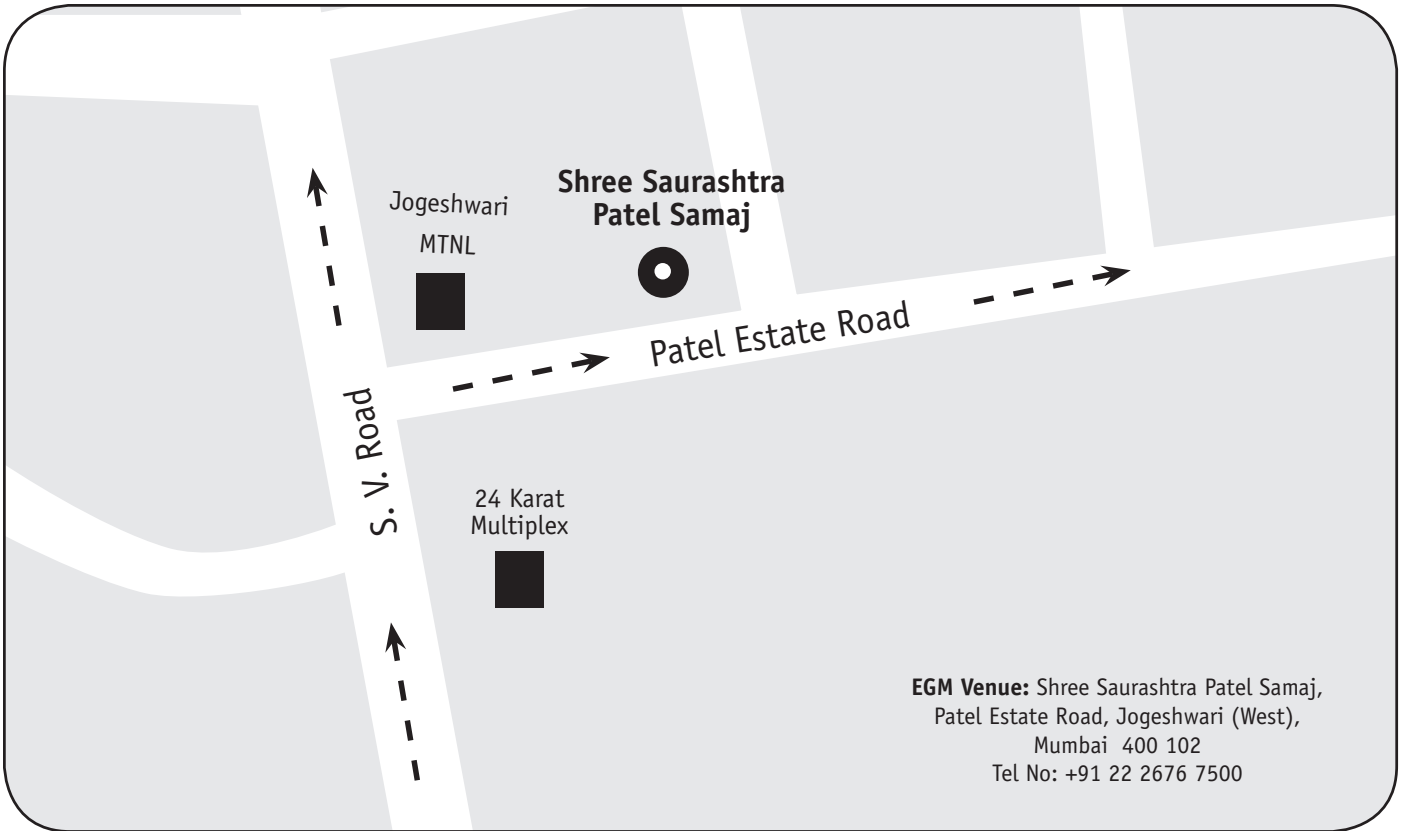 Shree Saurashtra
Patel Samaj
Jogeshwari
MTNL
Patel Estate Road
S. V. Road
24 Karat
Multiplex
EGM Venue: Shree Saurashtra Patel Samaj,
Patel Estate Road, Jogeshwari (West),
Mumbai 400 102
Tel No: +91 22 2676 7500